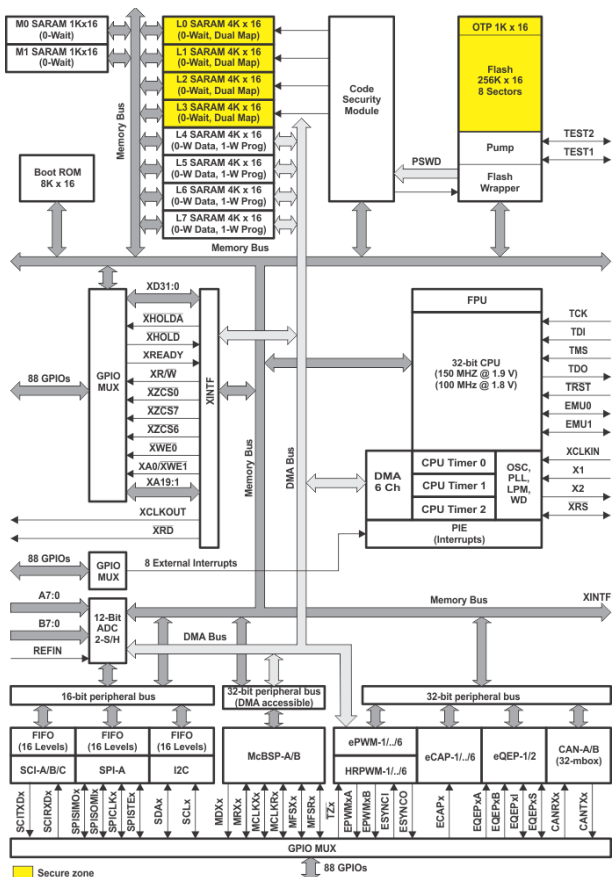 M0 SARAM 1Kx16
(0-Wait)
M1 SARAM 1Kx16
(0-Wait)
Memory Bus
L0 SARAM 4K x 16
(0-Wait, Dual Map)
L1 SARAM 4K x 16
(0-Wait, Dual Map)
L2 SARAM 4K x 16
(0-Wait, Dual Map)
L3 SARAM 4K x 16
(0-Wait, Dual Map)
L4 SARAM 4K x 16
(0-W Data, 1-W Prog)
L5 SARAM 4K x 16
(0-W Data, 1-W Prog)
L6 SARAM 4K x 16
(0-W Data, 1-W Prog)
L7 SARAM 4K x 16
(0-W Data, 1-W Prog)
Code
Security
Module
OTP 1K x 16
Flash
256K x 16
8 Sectors
Pump
Flash
Wrapper
PSWD
TEST2
TEST1
Boot ROM
8K x 16
Memory Bus
XD31:0
XHOLDA
XHOLD
XREADY
XR/W
XZCS0
XZCS7
XZCS6
XWE0
XA0/XWE1
XA19:1
XCLKOUT
XRD
GPIO
MUX
XINTF
88 GPIOs
Memory Bus
DMA Bus
FPU
32-bit CPU
(150 MHZ @ 1.9 V)
(100 MHz @ 1.8 V)
DMA
6 Ch
CPU Timer 0
CPU Timer 1
CPU Timer 2
OSC,
PLL,
LPM,
WD
PIE
(Interrupts)
TCK
TDI
TMS
TDO
TRST
EMU0
EMU1
XCLKIN
X1
X2
XRS
88 GPIOs
GPIO
MUX
8 External Interrupts
A7:0
B7:0
REFIN
12-Bit
ADC
2-S/H
Memory Bus
XINTF
DMA Bus
16-bit peripheral bus
32-bit peripheral bus
(DMA accessible)
32-bit peripheral bus
FIFO
(16 Levels)
FIFO
(16 Levels)
FIFO
(16 Levels)
SCI-A/B/C
SPI-A
I2C
McBSP-A/B
ePWM-1/../6
HRPWM-1/../6
eCAP-1/../6
eQEP-1/2
CAN-A/B
(32-mbox)
SCITXDx
SCIRXDx
SPISIMOx
SPISOMIx
SPICLKx
SPISTEx
SDAx
SCLx
MDXx
MRXx
MCLKXx
MCLKRx
MFSXx
MFSRx
TZx
EPWMxA
EPWMxB
ESYNCI
ESYNCO
ECAPx
EQEPxA
EQEPxB
EQEPxI
EQEPxS
CANRXx
CANTXx
GPIO MUX
88 GPIOs
Secure zone